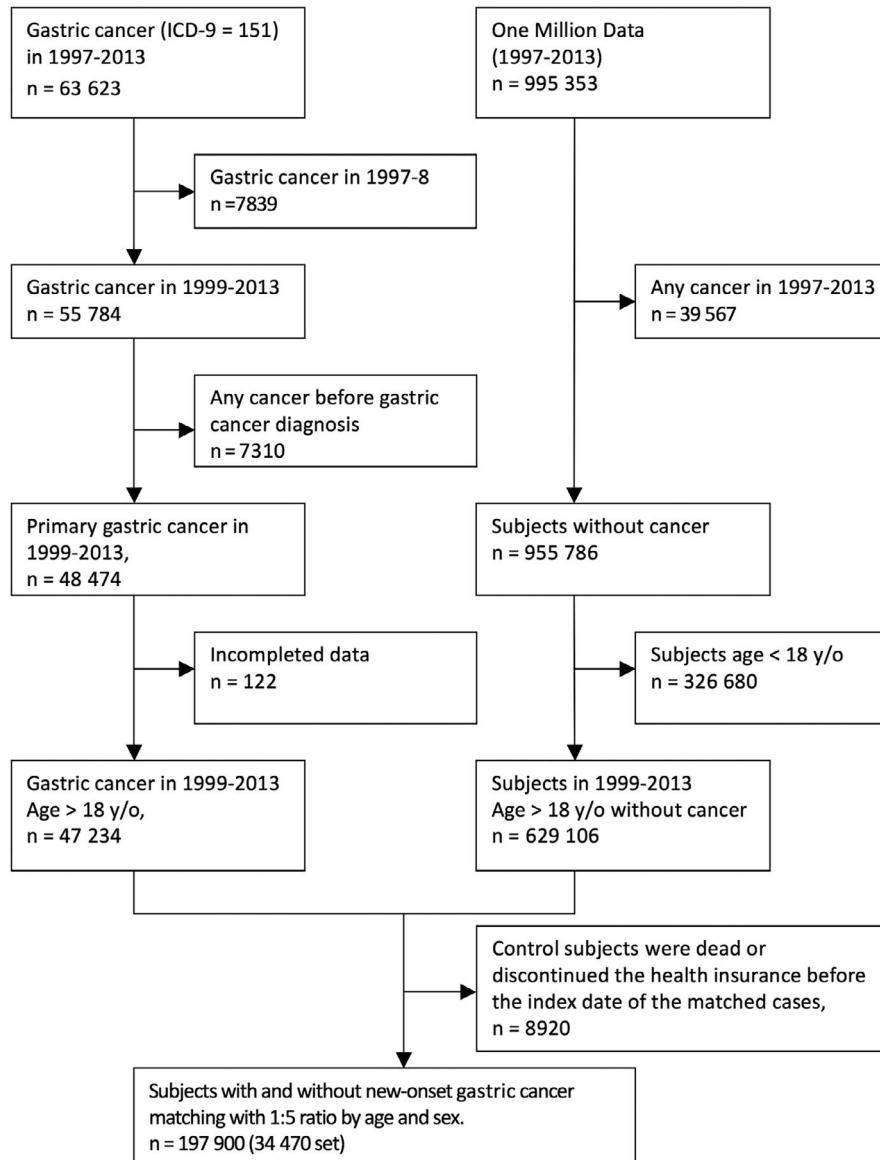 Gastric cancer (ICD-9 = 151)
in 1997-2013
n = 63 623
One Million Data
(1997-2013)
n = 995 353
Gastric cancer in 1997-8
n =7839
Gastric cancer in 1999-2013
n = 55 784
Any cancer in 1997-2013
n = 39 567
Any cancer before gastric
cancer diagnosis
n = 7310
Primary gastric cancer in
1999-2013,
n = 48 474
Subjects without cancer
n = 955 786
Incompleted data
n = 122
Subjects age < 18 y/o
n = 326 680
Gastric cancer in 1999-2013
Age > 18 y/o,
n = 47 234
Subjects in 1999-2013
Age > 18 y/o without cancer
n = 629 106
Control subjects were dead or
discontinued the health insurance before
the index date of the matched cases,
n = 8920
Subjects with and without new-onset gastric cancer
matching with 1:5 ratio by age and sex.
n = 197 900 (34 470 set)